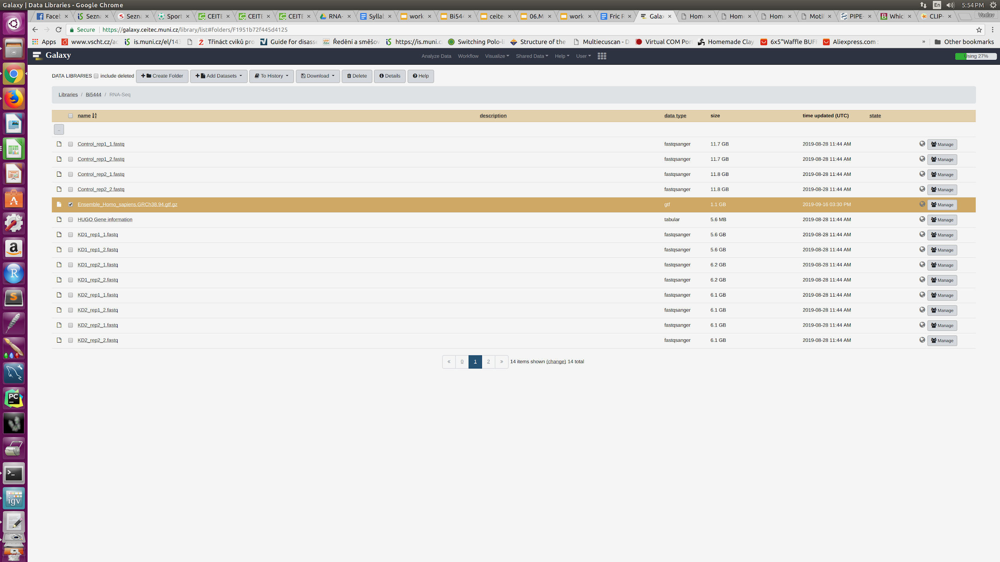 Galaxy | Data Libraries - Google Chrome
En
5:54 PM
Faceb
Sezna
Sezna
Sport
CEITE
CEITE
CEITE
RNA-
Syllab
work
Bi544
ceite
06.M
work
Fric R
Galax
Home
Home
Home
Motif
PIPE-
Whic
CLIP-
Vaclav
Secure
https://galaxy.ceitec.muni.cz/library/list#folders/F1951b72f445d4125
Apps
www.vscht.cz/ac
is.muni.cz/el/143
Třináct cviků pro
Guide for disasse
Ředění a směšov
https://is.muni.c
Switching Polo-li
Structure of the
Multiecuscan - D
Virtual COM Por
Homemade Clay
6x5"Waffle BUF
Aliexpress.com :
»
Other bookmarks
Galaxy
Analyze Data
Workflow
Visualize
Shared Data
Help
User
Using 27%
DATA LIBRARIES include deleted
Create Folder
Add Datasets
To History
Download
Delete
Details
Help
Libraries / Bi5444 / RNA-Seq
name description data type size time updated (UTC) state
..
Control_rep1_1.fastq fastqsanger 11.7 GB 2019-08-28 11:44 AM Manage
Control_rep1_2.fastq fastqsanger 11.7 GB 2019-08-28 11:44 AM Manage
Control_rep2_1.fastq fastqsanger 11.8 GB 2019-08-28 11:44 AM Manage
Control_rep2_2.fastq fastqsanger 11.8 GB 2019-08-28 11:44 AM Manage
Ensemble_Homo_sapiens.GRCh38.94.gtf.gz gtf 1.1 GB 2019-09-16 03:30 PM Manage
HUGO Gene information tabular 5.6 MB 2019-08-28 11:44 AM Manage
KD1_rep1_1.fastq fastqsanger 5.6 GB 2019-08-28 11:44 AM Manage
KD1_rep1_2.fastq fastqsanger 5.6 GB 2019-08-28 11:44 AM Manage
KD1_rep2_1.fastq fastqsanger 6.2 GB 2019-08-28 11:44 AM Manage
KD1_rep2_2.fastq fastqsanger 6.2 GB 2019-08-28 11:44 AM Manage
KD2_rep1_1.fastq fastqsanger 6.1 GB 2019-08-28 11:44 AM Manage
KD2_rep1_2.fastq fastqsanger 6.1 GB 2019-08-28 11:44 AM Manage
KD2_rep2_1.fastq fastqsanger 6.1 GB 2019-08-28 11:44 AM Manage
KD2_rep2_2.fastq fastqsanger 6.1 GB 2019-08-28 11:44 AM Manage
« 0 1 2 » 14 items shown (change) 14 total
a
R
S
PC
>_
igv